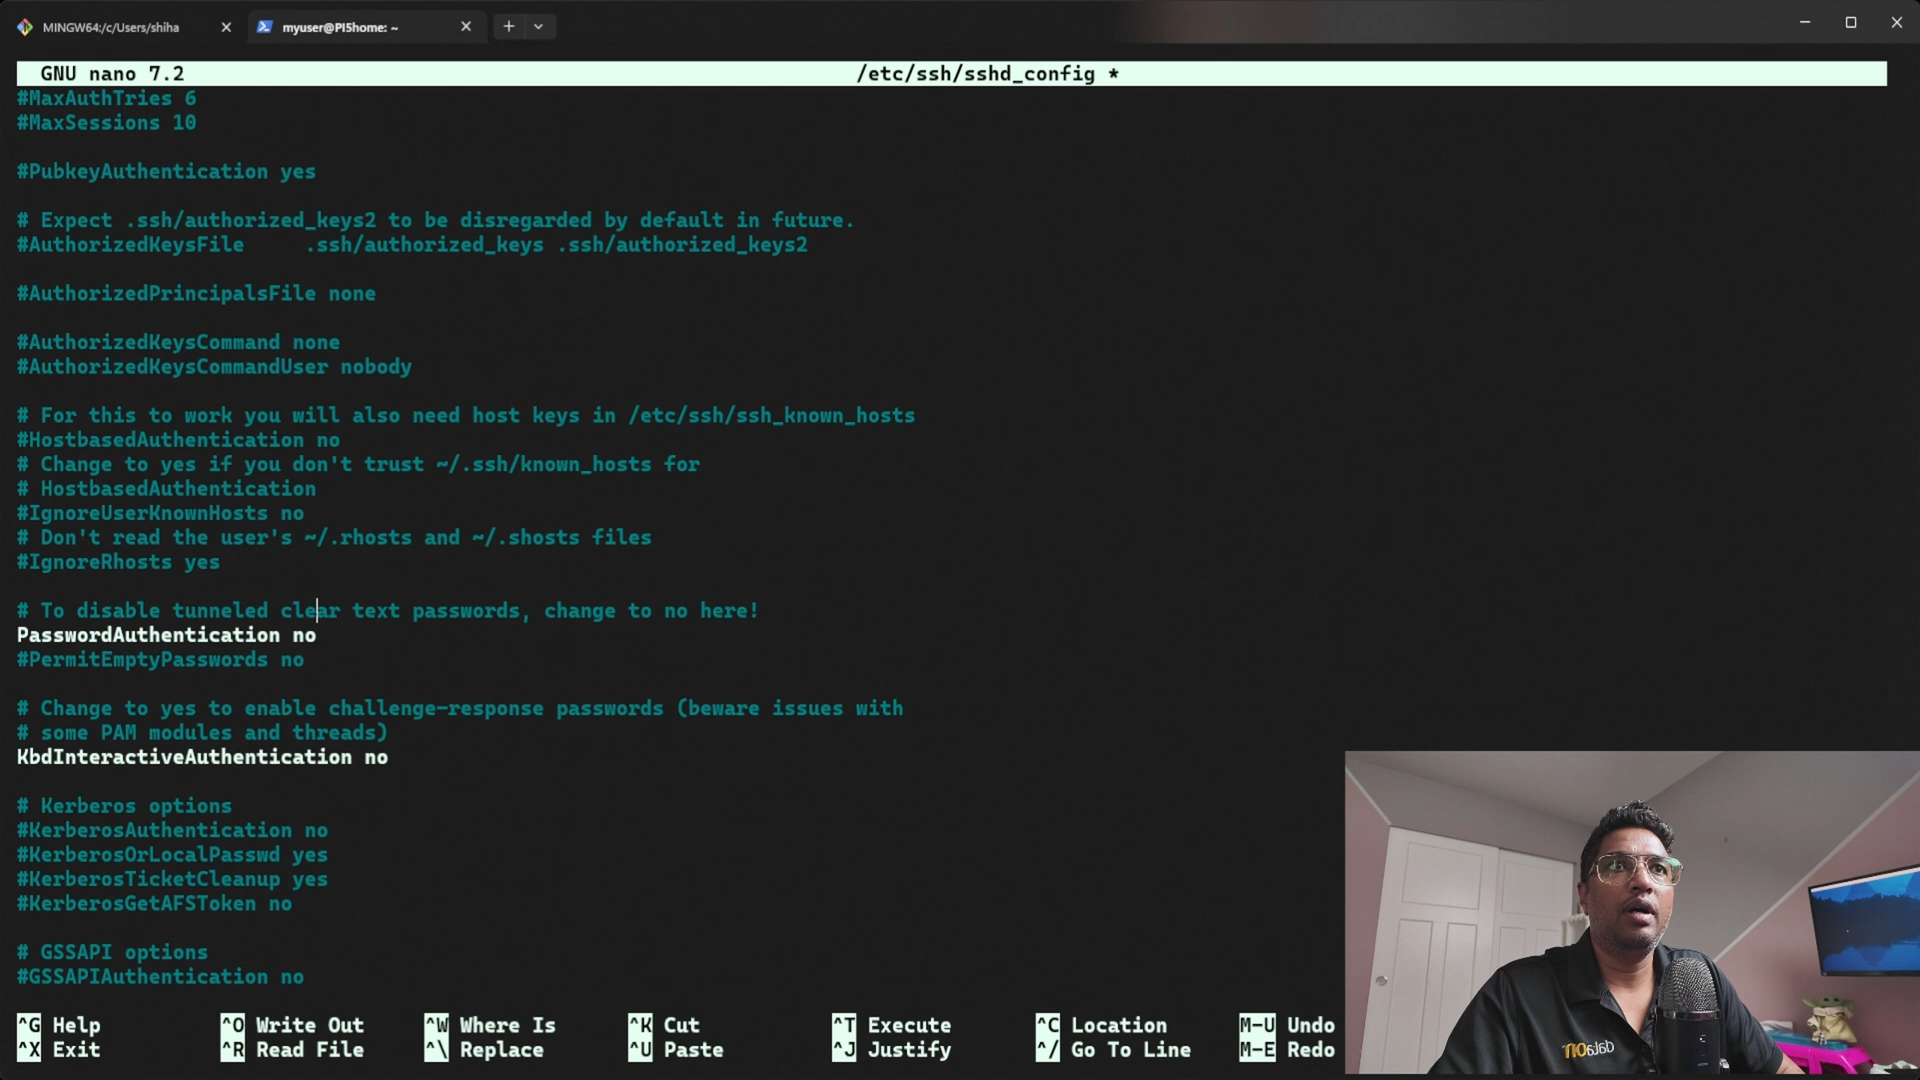 MINGW64:/c/Users/shiha
myuser@PI5home: ~
GNU nano 7.2 /etc/ssh/sshd_config *
#MaxAuthTries 6
#MaxSessions 10
#PubkeyAuthentication yes
# Expect .ssh/authorized_keys2 to be disregarded by default in future.
#AuthorizedKeysFile .ssh/authorized_keys .ssh/authorized_keys2
#AuthorizedPrincipalsFile none
#AuthorizedKeysCommand none
#AuthorizedKeysCommandUser nobody
# For this to work you will also need host keys in /etc/ssh/ssh_known_hosts
#HostbasedAuthentication no
# Change to yes if you don't trust ~/.ssh/known_hosts for
# HostbasedAuthentication
#IgnoreUserKnownHosts no
# Don't read the user's ~/.rhosts and ~/.shosts files
#IgnoreRhosts yes
# To disable tunneled clear text passwords, change to no here!
PasswordAuthentication no
#PermitEmptyPasswords no
# Change to yes to enable challenge-response passwords (beware issues with
# some PAM modules and threads)
KbdInteractiveAuthentication no
# Kerberos options
#KerberosAuthentication no
#KerberosOrLocalPasswd yes
#KerberosTicketCleanup yes
#KerberosGetAFSToken no
# GSSAPI options
#GSSAPIAuthentication no
^G Help ^O Write Out ^W Where Is ^K Cut ^T Execute ^C Location M-U Undo
^X Exit ^R Read File ^\ Replace ^U Paste ^J Justify ^/ Go To Line M-E Redo
dataon